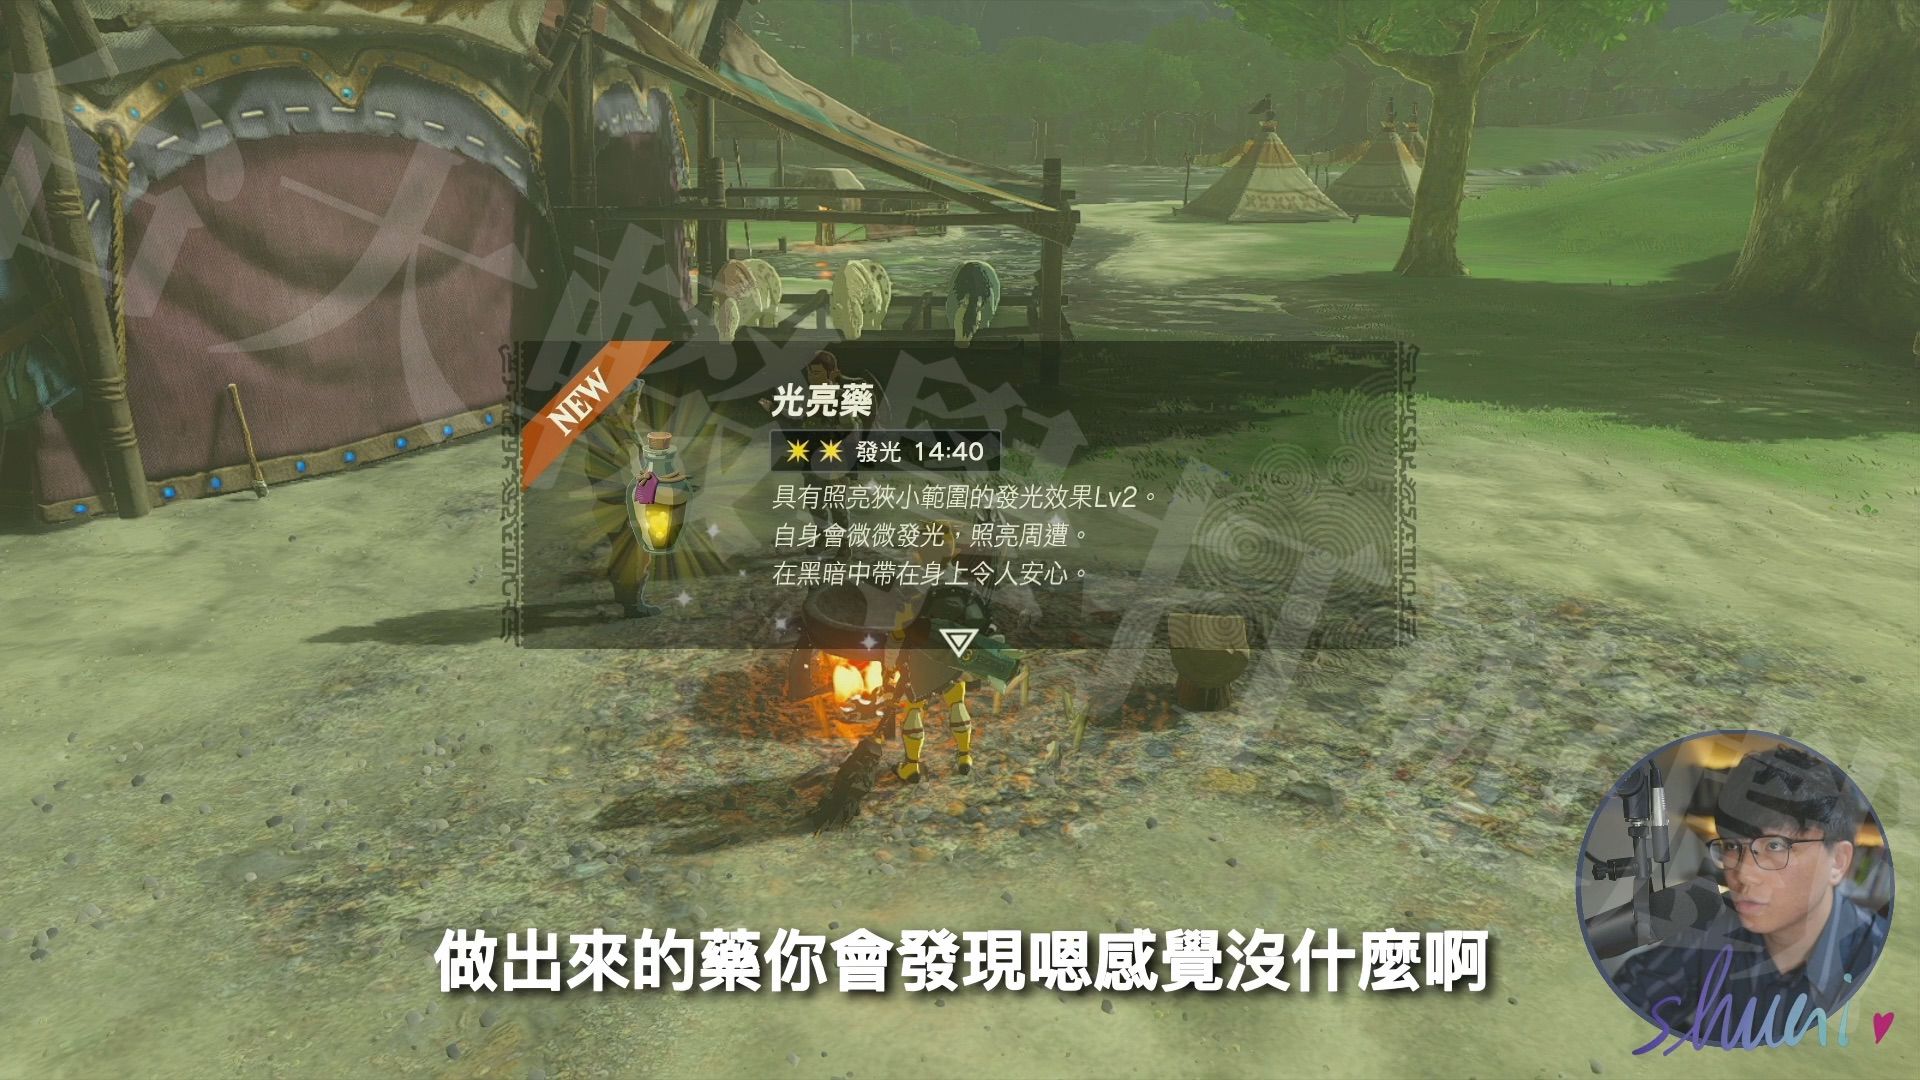 NEW
光亮藥
發光 14:40
具有照亮狹小範圍的發光效果Lv2。
自身會微微發光，照亮周遭。
在黑暗中帶在身上令人安心。
做出來的藥你會發現嗯感覺沒什麼啊
shuni